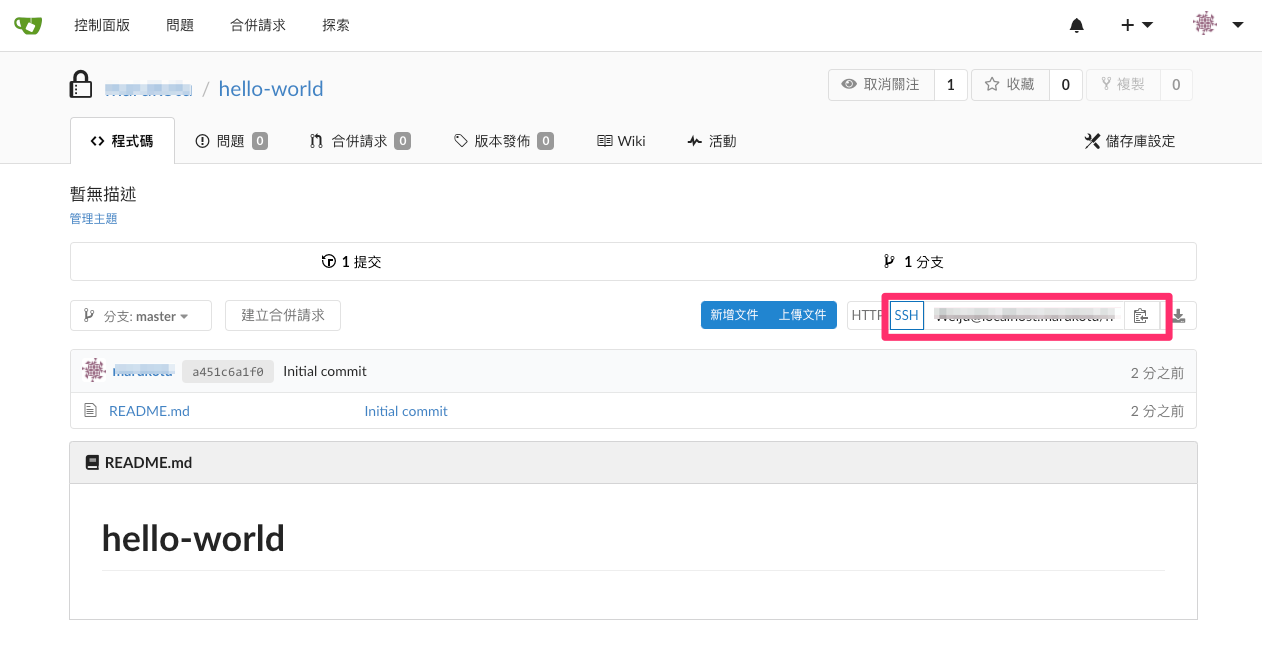 控制面版 問題 合併請求 探索
/ hello-world
取消關注 1 收藏 0 複製 0
程式碼 問題 0 合併請求 0 版本發佈 0 Wiki 活動 儲存庫設定
暫無描述
管理主題
1 提交 1 分支
分支: master 建立合併請求 新增文件 上傳文件 HTTP SSH
a451c6a1f0 Initial commit 2 分之前
README.md Initial commit 2 分之前
README.md
hello-world